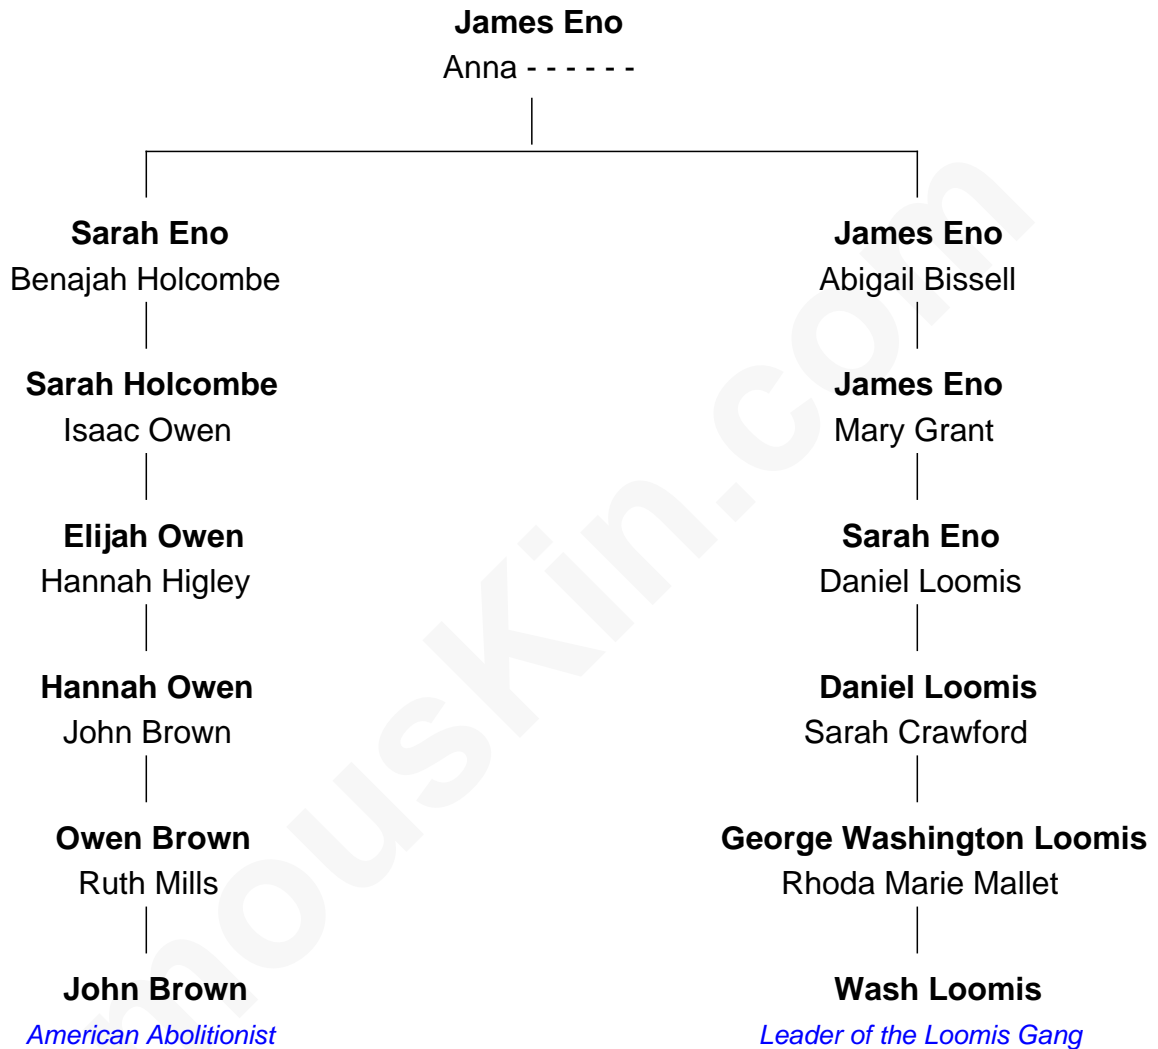 James Eno
Anna - - - - - -
Sarah Eno
Benajah Holcombe
James Eno
Abigail Bissell
Sarah Holcombe
Isaac Owen
James Eno
Mary Grant
Elijah Owen
Hannah Higley
Sarah Eno
Daniel Loomis
Hannah Owen
John Brown
Daniel Loomis
Sarah Crawford
Owen Brown
Ruth Mills
George Washington Loomis
Rhoda Marie Mallet
John Brown
American Abolitionist
Wash Loomis
Leader of the Loomis Gang
mousKin.com